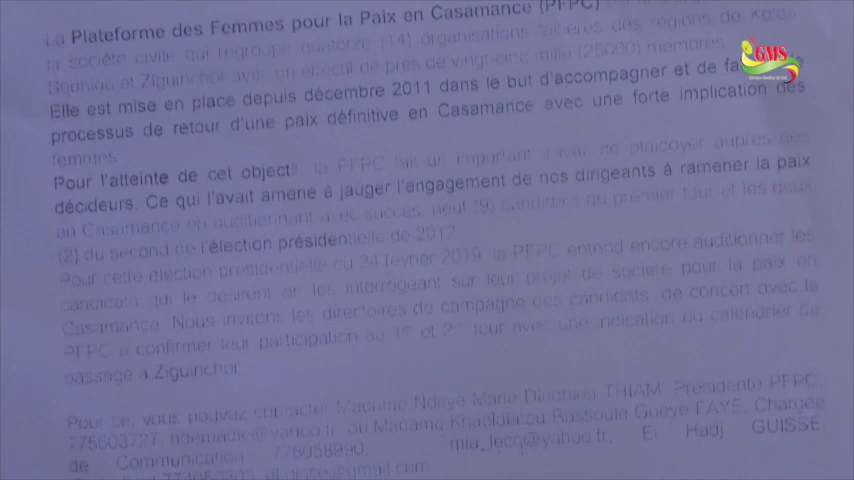 La Plateforme des Femmes pour la Paix en Casamance (PFPC) est
la société civile qui regroupe quatorze (14) organisations faîtières des régions de Kolda
Sédhiou et Ziguinchor avec un effectif de près de vingt-cinq mille (25000) membres.
Elle est mise en place depuis décembre 2011 dans le but d'accompagner et de
processus de retour d'une paix définitive en Casamance avec une forte implication des
femmes
Pour l'atteinte de cet objectif la PFPC fait un important travail de plaidoyer auprès des
décideurs. Ce qui l'avait amené à jauger l'engagement de nos dirigeants à ramener la paix
en Casamance en auditionnant avec succès, neuf (9) candidats du premier tour et les deux
(2) du second de l'élection présidentielle de 2012
Pour cette élection présidentielle du 24 février 2019, la PFPC entend encore auditionner les
candidats qui le désirent en les interrogeant sur leur projet de société pour la paix en
Casamance. Nous invitons les directoires de campagne des candidats, de concert avec la
PFPC à confirmer leur participation au 1er et 2e tour avec une indication du calendrier de
passage à Ziguinchor
Pour ce, vous pouvez contacter Madame Ndèye Marie THIAM, Présidente PFPC,
775603727, ou Madame Rassoule Guèye FAYE, Chargée
de Communication El Hadj GUISSE,
GMS